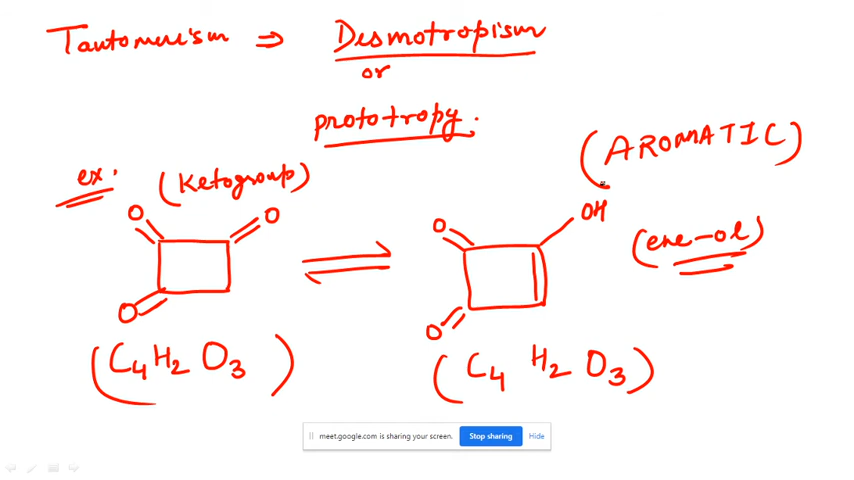 Tautomerism ⇒ Desmotropism
or
prototropy.
(AROMATIC)
ex. (Ketogroup)
O O
O
OH
(ene-ol)
O
O
(C4H2O3)
(C4 H2 O3)
meet.google.com is sharing your screen. Stop sharing Hide